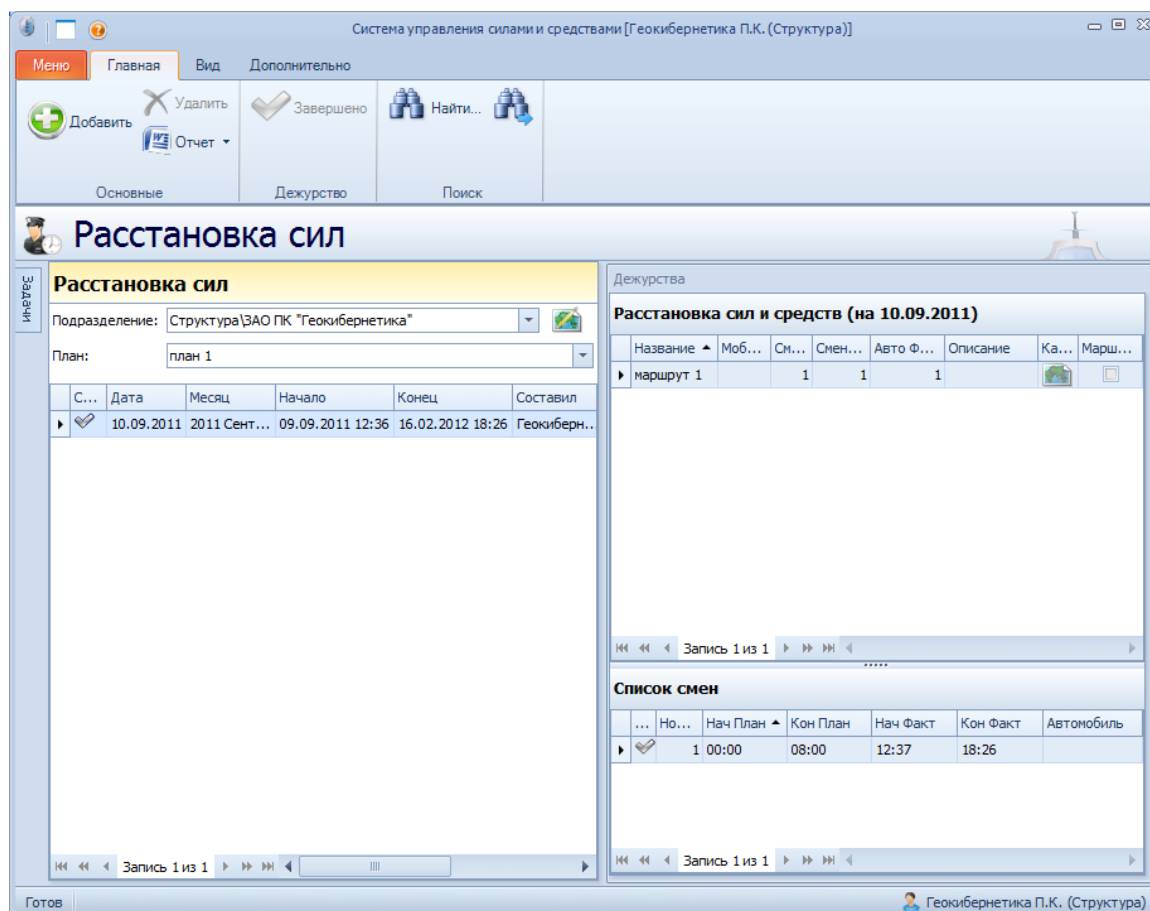 Система управления силами и средствами [Геокибернетика П.К. (Структура)]
Меню Главная Вид Дополнительно
Добавить Удалить Отчет Завершено Найти...
Основные Дежурство Поиск
Расстановка сил
Задачи
Расстановка сил
Подразделение: Структура\ЗАО ПК "Геокибернетика"
План: план 1
С... Дата Месяц Начало Конец Составил
10.09.2011 2011 Сент... 09.09.2011 12:36 16.02.2012 18:26 Геокиберн...
Запись 1 из 1
Дежурства
Расстановка сил и средств (на 10.09.2011)
Название Моб... См... Смен... Авто Ф... Описание Ка... Марш...
маршрут 1 1 1 1
Запись 1 из 1
Список смен
... Но... Нач План Кон План Нач Факт Кон Факт Автомобиль
1 00:00 08:00 12:37 18:26
Запись 1 из 1
Готов Геокибернетика П.К. (Структура)